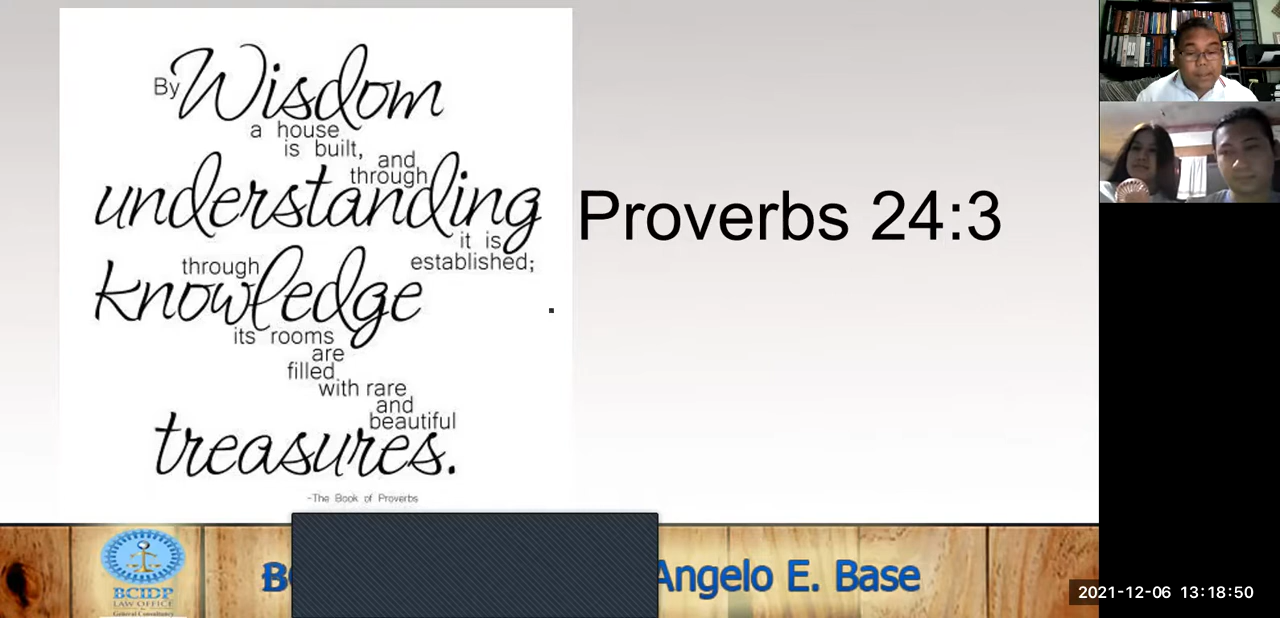 By Wisdom
a house
is built,
and
through
understanding
it is
established;
through
knowledge
its rooms
are
filled
with rare
and
beautiful
treasures.
-The Book of Proverbs
Proverbs 24:3
BCIDP
LAW OFFICE
General Consultancy
Angelo E. Base
2021-12-06 13:18:50